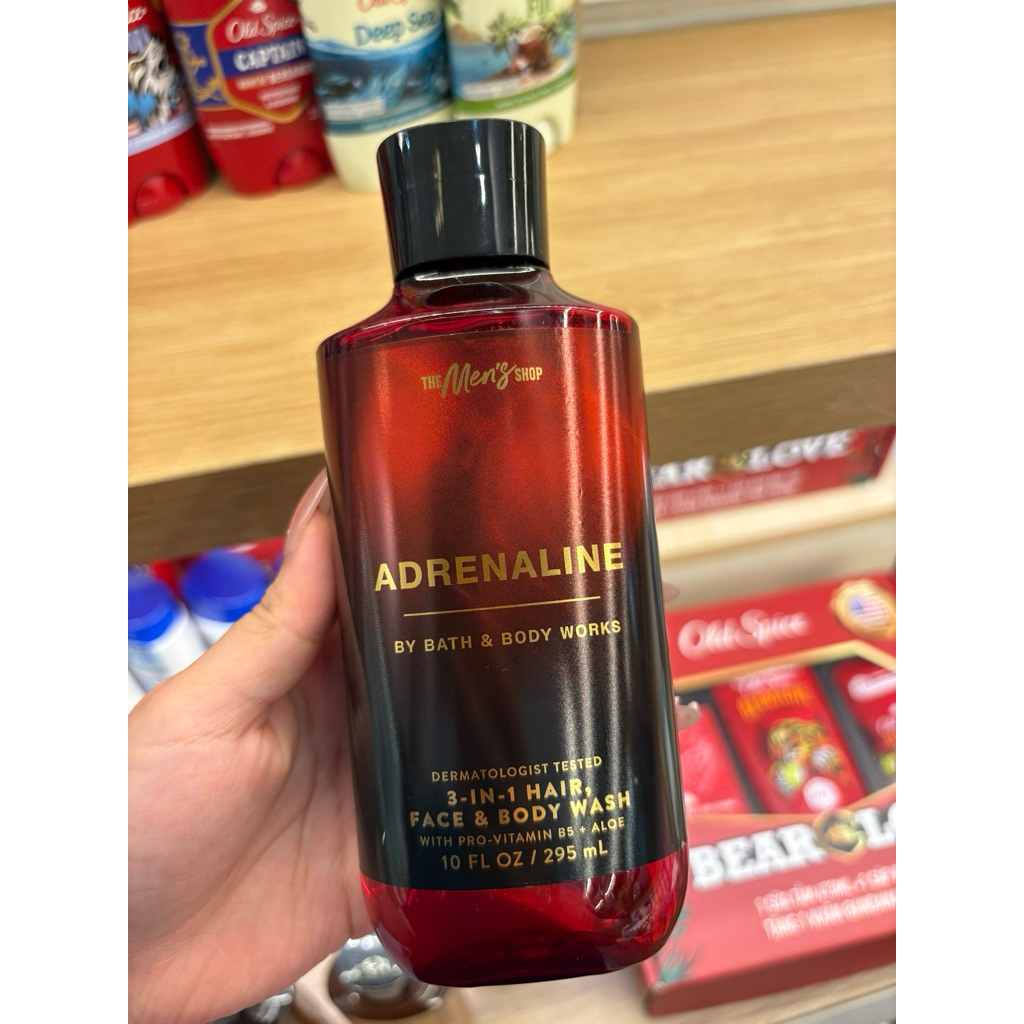 Old Spice
CAPTAIN
Deep Sea
FIJI
THE Men's SHOP
ADRENALINE
BY BATH & BODY WORKS
DERMATOLOGIST TESTED
3-IN-1 HAIR,
FACE & BODY WASH
WITH PRO-VITAMIN B5 + ALOE
10 FL OZ / 295 mL
LOVE
Old Spice
BEAR